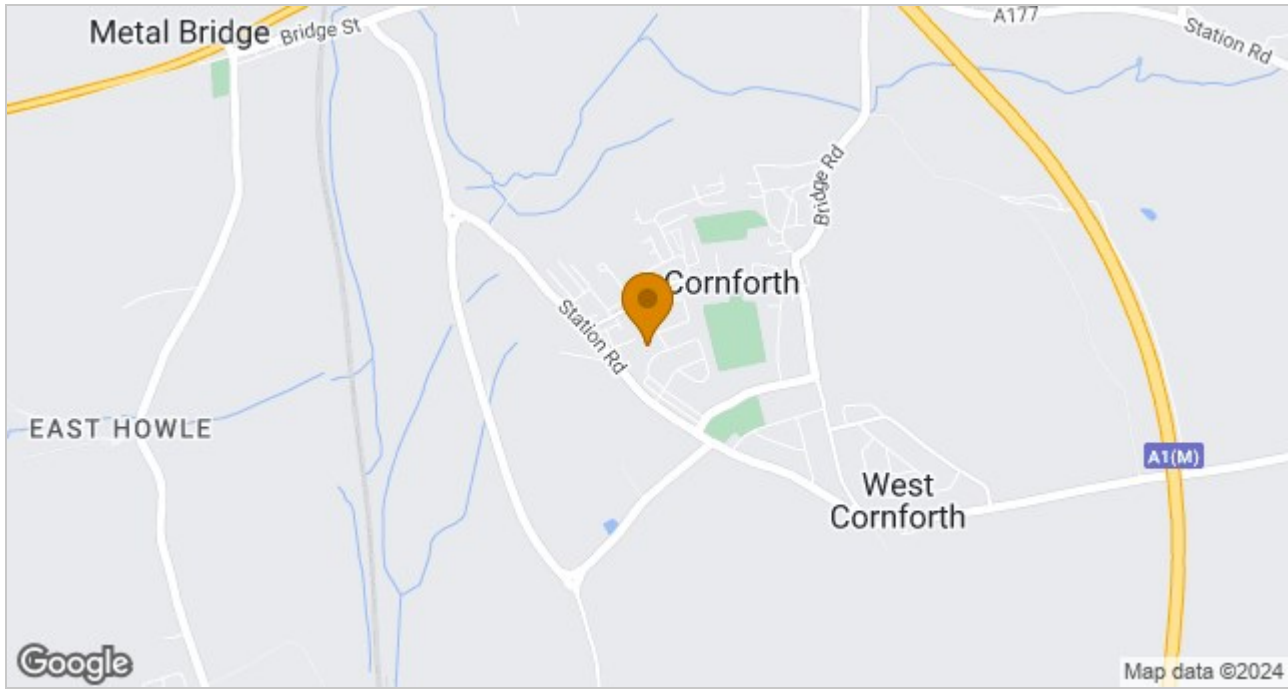 Metal Bridge
Bridge St
A177
Station Rd
Bridge Rd
Cornforth
Station Rd
EAST HOWLE
A1(M)
West
Cornforth
Google
Map data ©2024